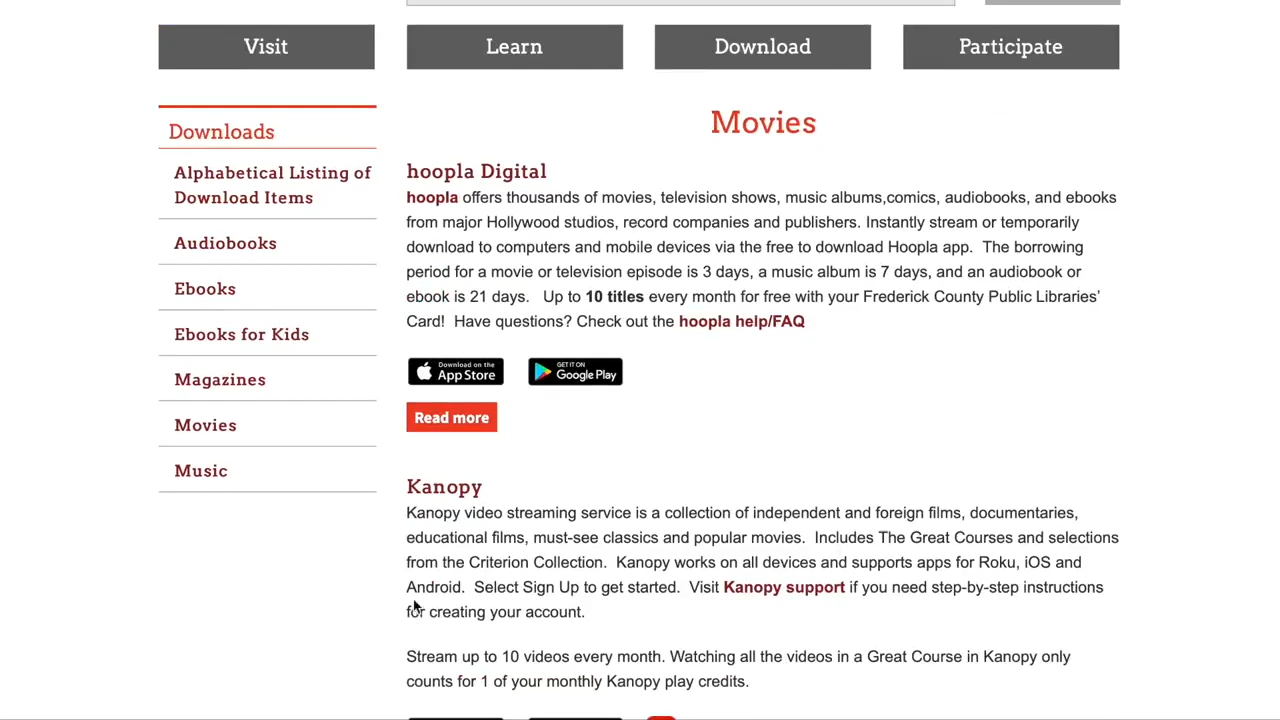 Visit Learn Download Participate
Downloads
Alphabetical Listing of
Download Items
Audiobooks
Ebooks
Ebooks for Kids
Magazines
Movies
Music
Movies
hoopla Digital
hoopla offers thousands of movies, television shows, music albums,comics, audiobooks, and ebooks
from major Hollywood studios, record companies and publishers. Instantly stream or temporarily
download to computers and mobile devices via the free to download Hoopla app. The borrowing
period for a movie or television episode is 3 days, a music album is 7 days, and an audiobook or
ebook is 21 days. Up to 10 titles every month for free with your Frederick County Public Libraries'
Card! Have questions? Check out the hoopla help/FAQ
Download on the
App Store
GET IT ON
Google Play
Read more
Kanopy
Kanopy video streaming service is a collection of independent and foreign films, documentaries,
educational films, must-see classics and popular movies. Includes The Great Courses and selections
from the Criterion Collection. Kanopy works on all devices and supports apps for Roku, iOS and
Android. Select Sign Up to get started. Visit Kanopy support if you need step-by-step instructions
for creating your account.
Stream up to 10 videos every month. Watching all the videos in a Great Course in Kanopy only
counts for 1 of your monthly Kanopy play credits.